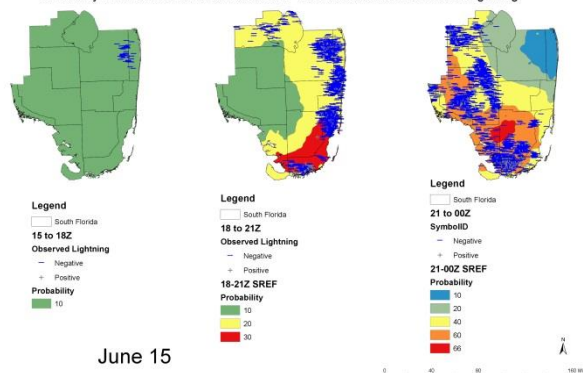 Legend
South Florida
15 to 18Z
Observed Lightning
Negative
Positive
Probability
10
June 15
Legend
South Florida
18 to 21Z
Observed Lightning
Negative
Positive
18-21Z SREF
Probability
10
20
30
Legend
South Florida
21 to 00Z
SymbolID
Negative
Positive
21-00Z SREF
Probability
10
20
40
60
66
N
0 40 80